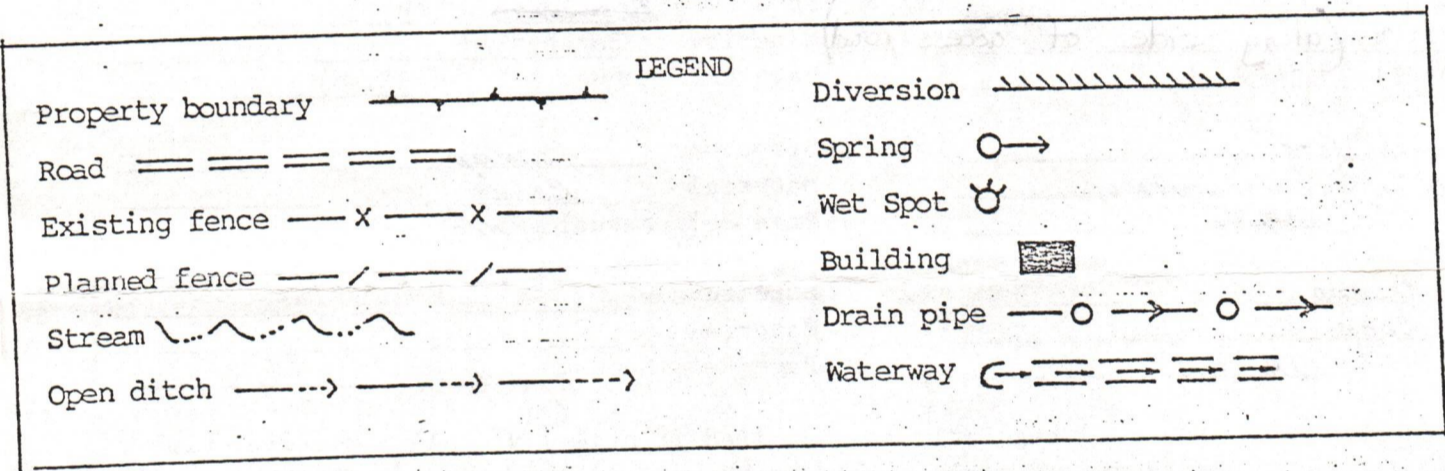 LEGEND
Property boundary
Road
Existing fence
Planned fence
Stream
Open ditch
Diversion
Spring
Wet Spot
Building
Drain pipe
Waterway